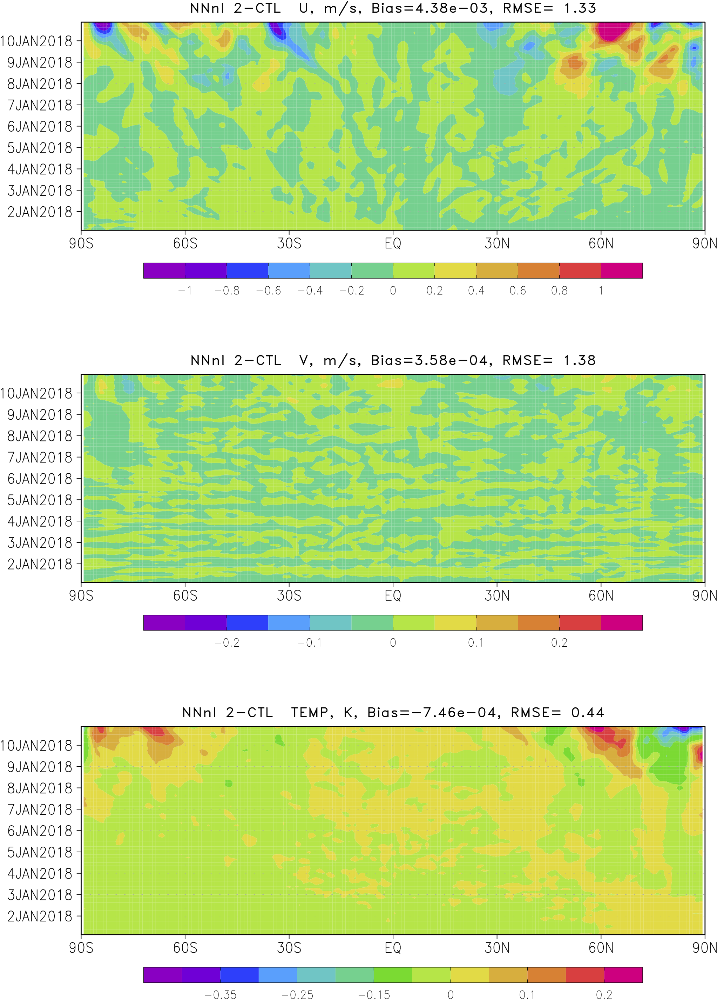 NNnI 2−CTL U, m/s, Bias=4.38e−03, RMSE= 1.33
10JAN2018
9JAN2018
8JAN2018
7JAN2018
6JAN2018
5JAN2018
4JAN2018
3JAN2018
2JAN2018
90S 60S 30S EQ 30N 60N 90N
−1 −0.8 −0.6 −0.4 −0.2 0 0.2 0.4 0.6 0.8 1
NNnI 2−CTL V, m/s, Bias=3.58e−04, RMSE= 1.38
10JAN2018
9JAN2018
8JAN2018
7JAN2018
6JAN2018
5JAN2018
4JAN2018
3JAN2018
2JAN2018
90S 60S 30S EQ 30N 60N 90N
−0.2 −0.1 0 0.1 0.2
NNnI 2−CTL TEMP, K, Bias=−7.46e−04, RMSE= 0.44
10JAN2018
9JAN2018
8JAN2018
7JAN2018
6JAN2018
5JAN2018
4JAN2018
3JAN2018
2JAN2018
90S 60S 30S EQ 30N 60N 90N
−0.35 −0.25 −0.15 0 0.1 0.2